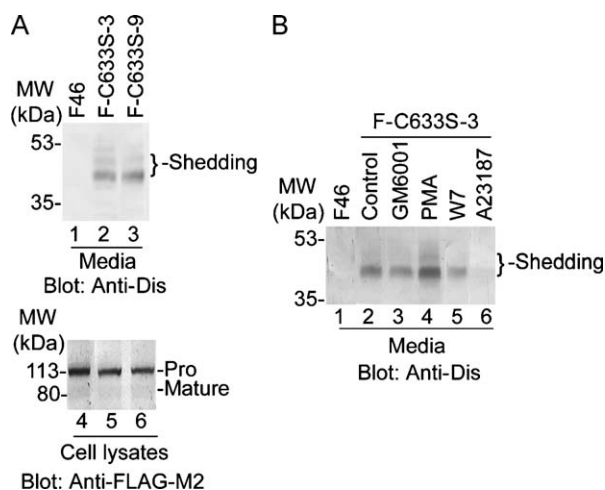 A
MW
(kDa)
F46
F-C633S-3
F-C633S-9
53-
}-Shedding
35-
1 2 3
Media
Blot: Anti-Dis
MW
(kDa)
113-
-Pro
80-
-Mature
4 5 6
Cell lysates
Blot: Anti-FLAG-M2
B
F-C633S-3
MW
(kDa)
F46
Control
GM6001
PMA
W7
A23187
53-
}-Shedding
35-
1 2 3 4 5 6
Media
Blot: Anti-Dis